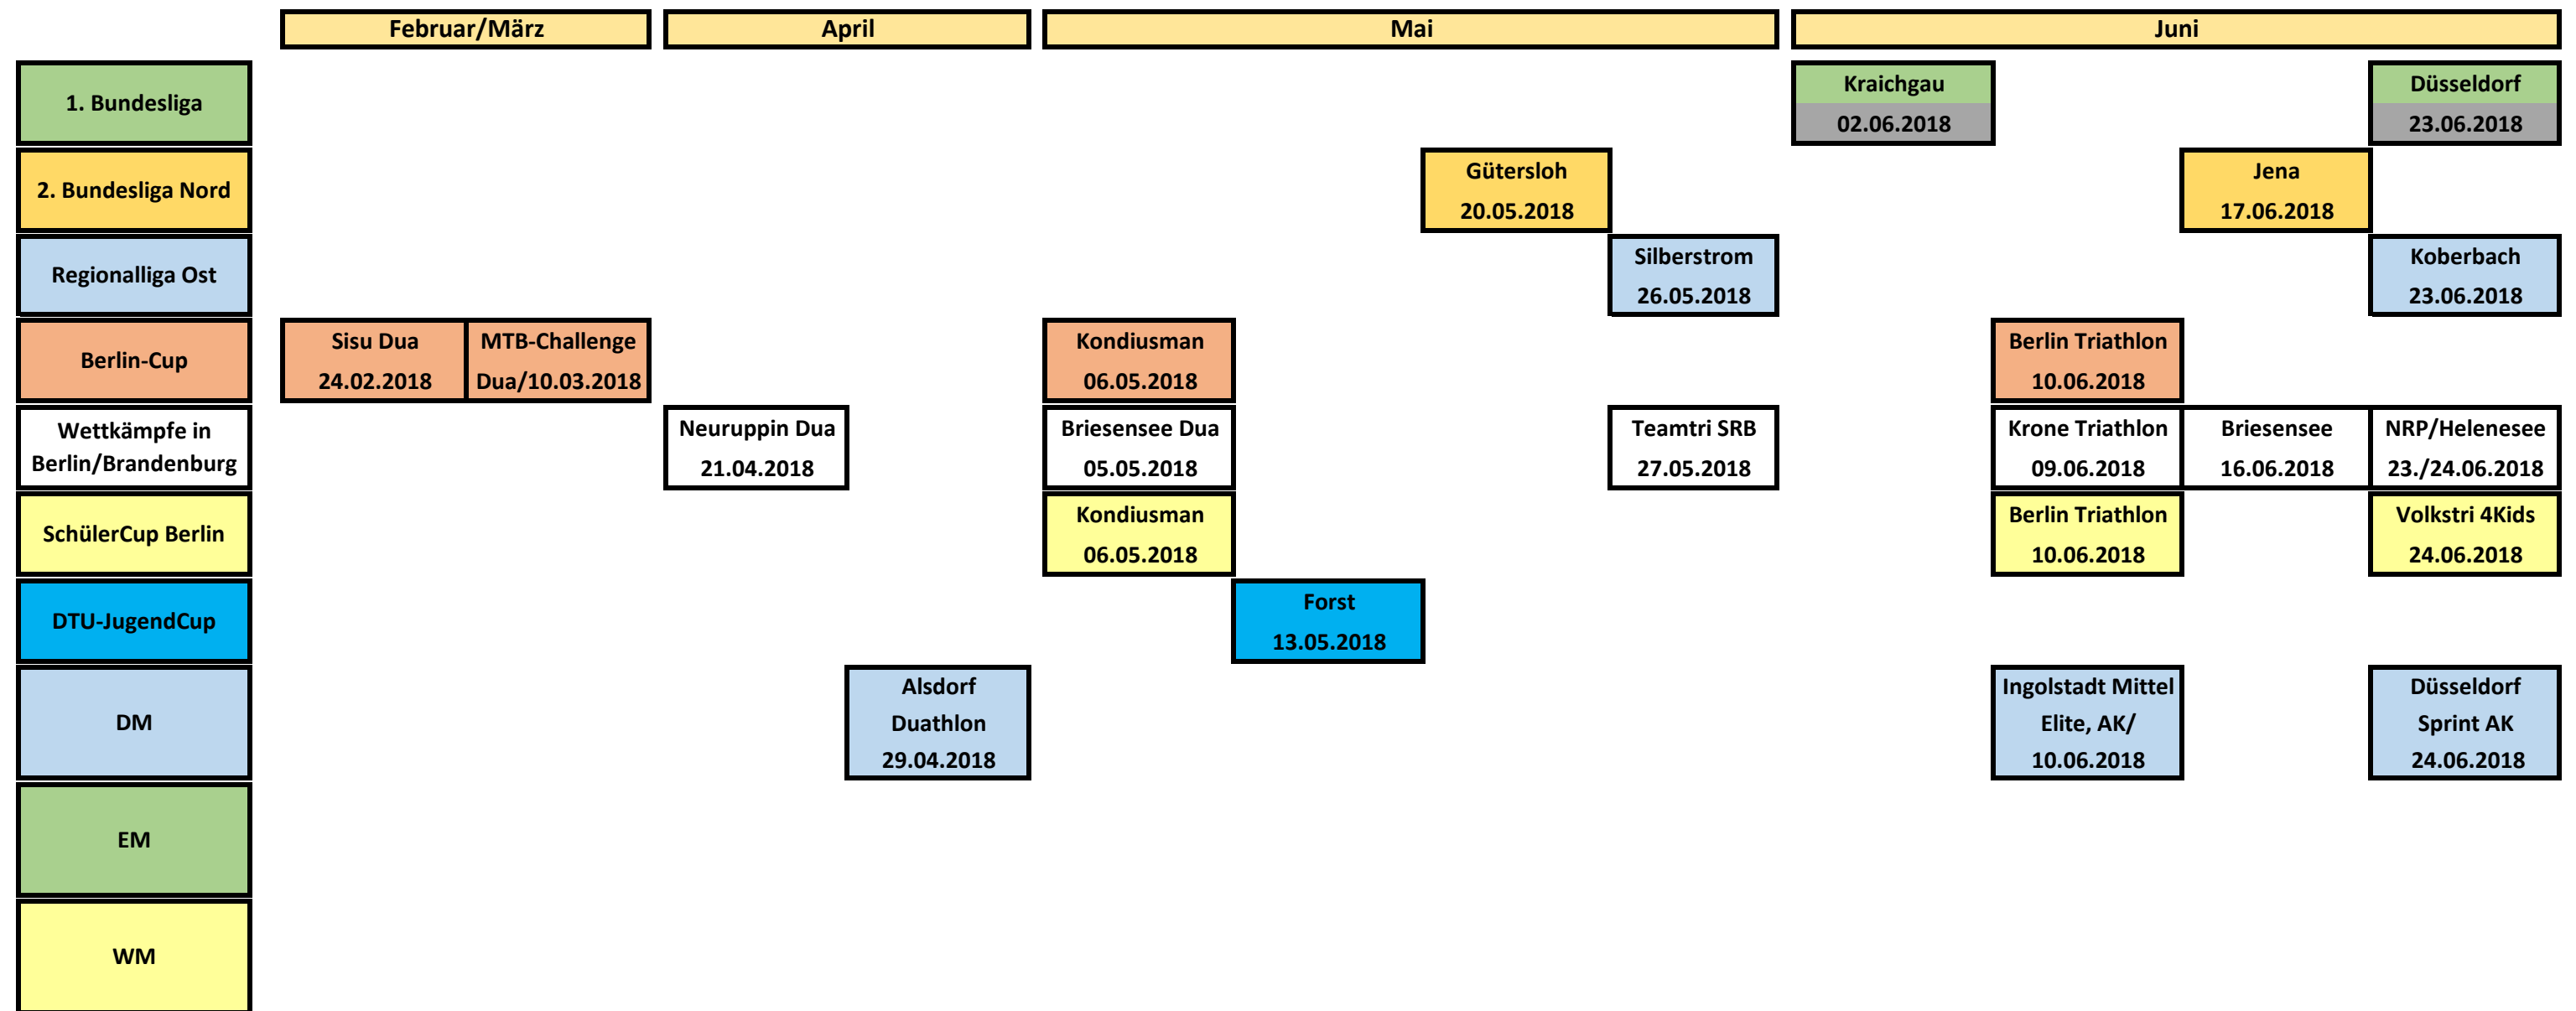 Februar/März
April
Mai
Juni
1. Bundesliga
Kraichgau
02.06.2018
Düsseldorf
23.06.2018
2. Bundesliga Nord
Gütersloh
20.05.2018
Jena
17.06.2018
Regionalliga Ost
Silberstrom
26.05.2018
Koberbach
23.06.2018
Berlin-Cup
Sisu Dua
24.02.2018
MTB-Challenge
Dua/10.03.2018
Kondiusman
06.05.2018
Berlin Triathlon
10.06.2018
Wettkämpfe in
Berlin/Brandenburg
Neuruppin Dua
21.04.2018
Briesensee Dua
05.05.2018
Teamtri SRB
27.05.2018
Krone Triathlon
09.06.2018
Briesensee
16.06.2018
NRP/Helenesee
23./24.06.2018
SchülerCup Berlin
Kondiusman
06.05.2018
Berlin Triathlon
10.06.2018
Volkstri 4Kids
24.06.2018
DTU-JugendCup
Forst
13.05.2018
DM
Alsdorf
Duathlon
29.04.2018
Ingolstadt Mittel
Elite, AK/
10.06.2018
Düsseldorf
Sprint AK
24.06.2018
EM
WM